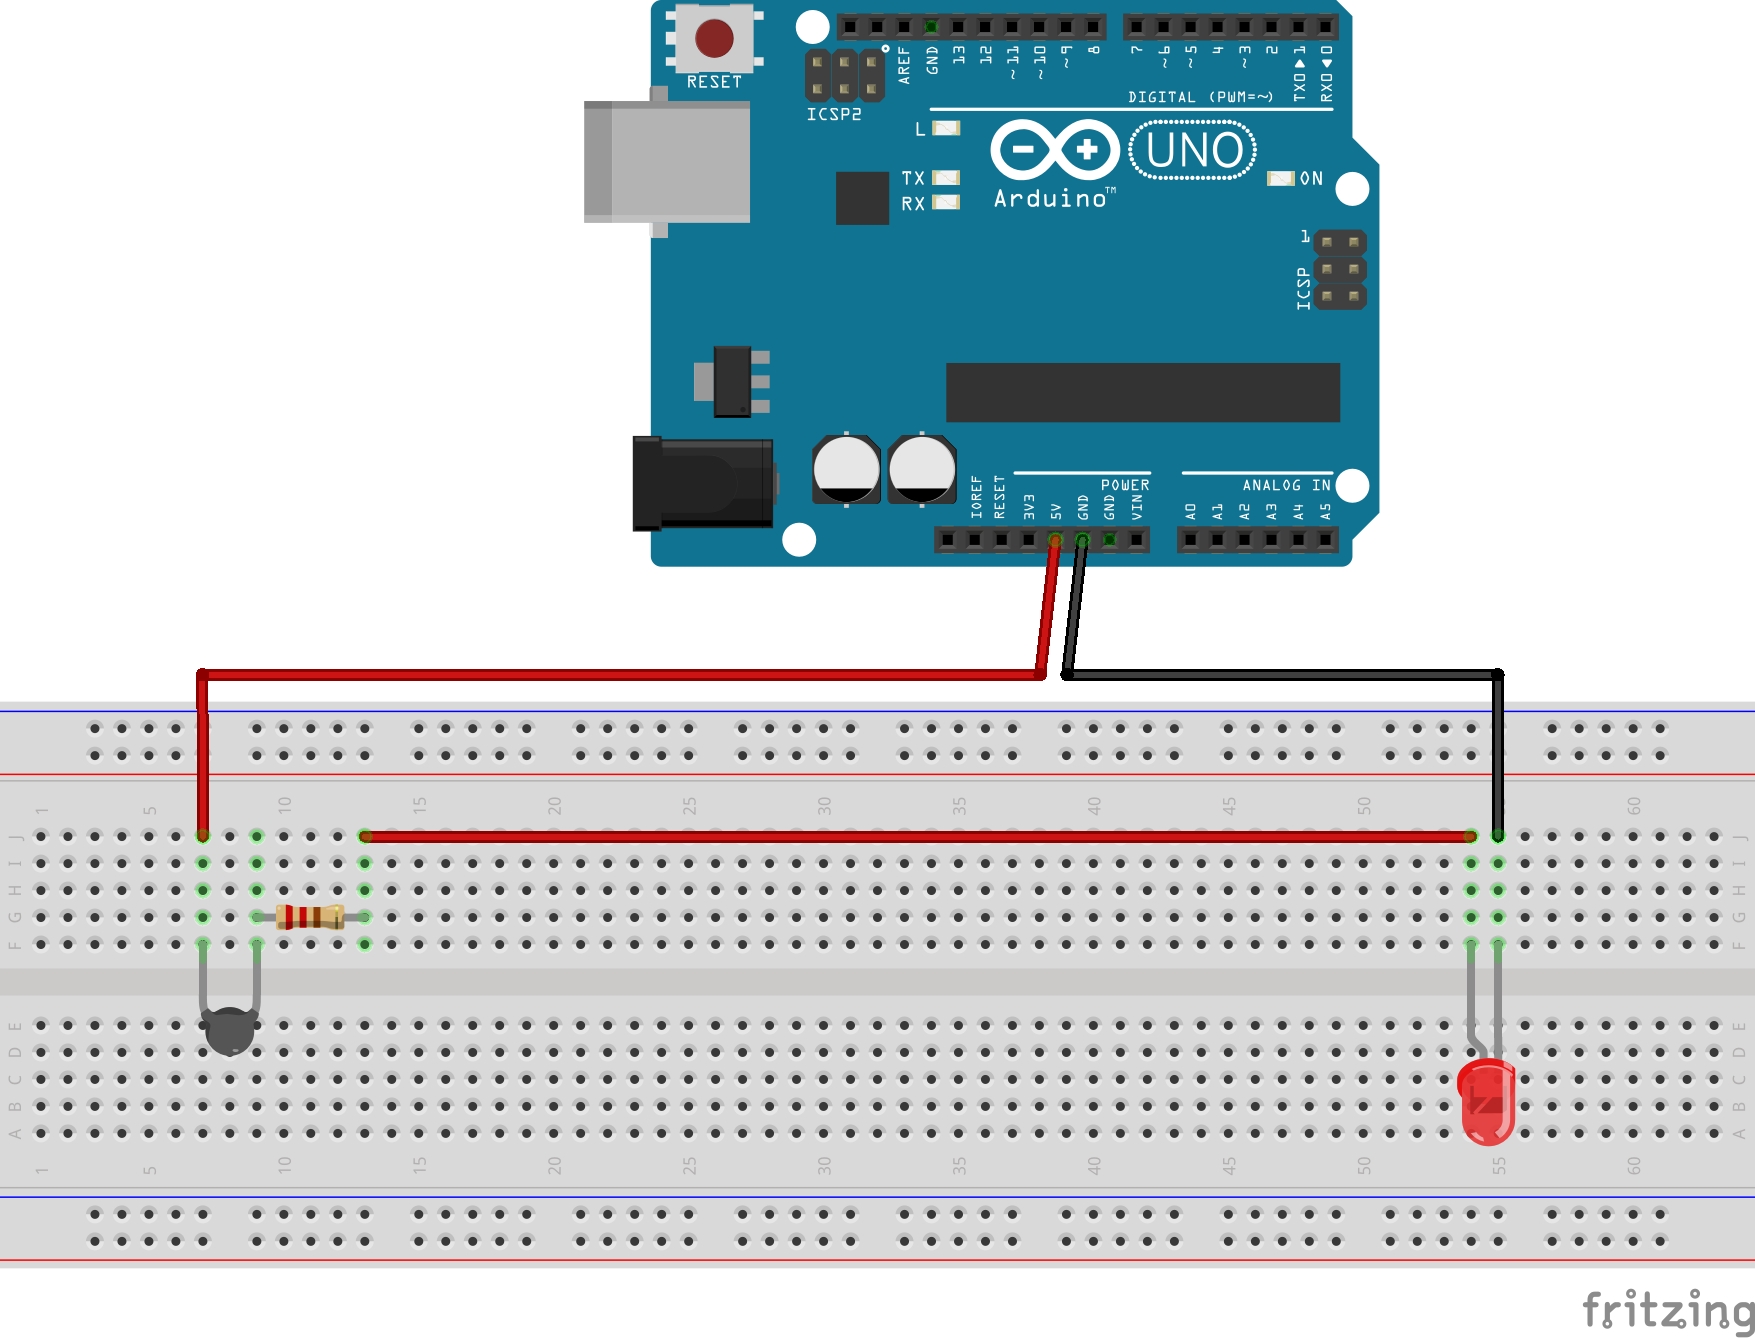 RESET
ICSP2
AREF
GND
13
12
~11
~10
~9
8
7
~6
~5
4
~3
2
TX0▶1
RX0◀0
DIGITAL (PWM=~)
L
TX
RX
UNO
Arduino™
ON
1
ICSP
POWER
ANALOG IN
IOREF
RESET
3V3
5V
GND
GND
VIN
A0
A1
A2
A3
A4
A5
1 5 10 15 20 25 30 35 40 45 50 60
J J
I I
H H
G G
F F
E E
D D
C C
B B
A A
1 5 10 15 20 25 30 35 40 45 50 55 60
fritzing